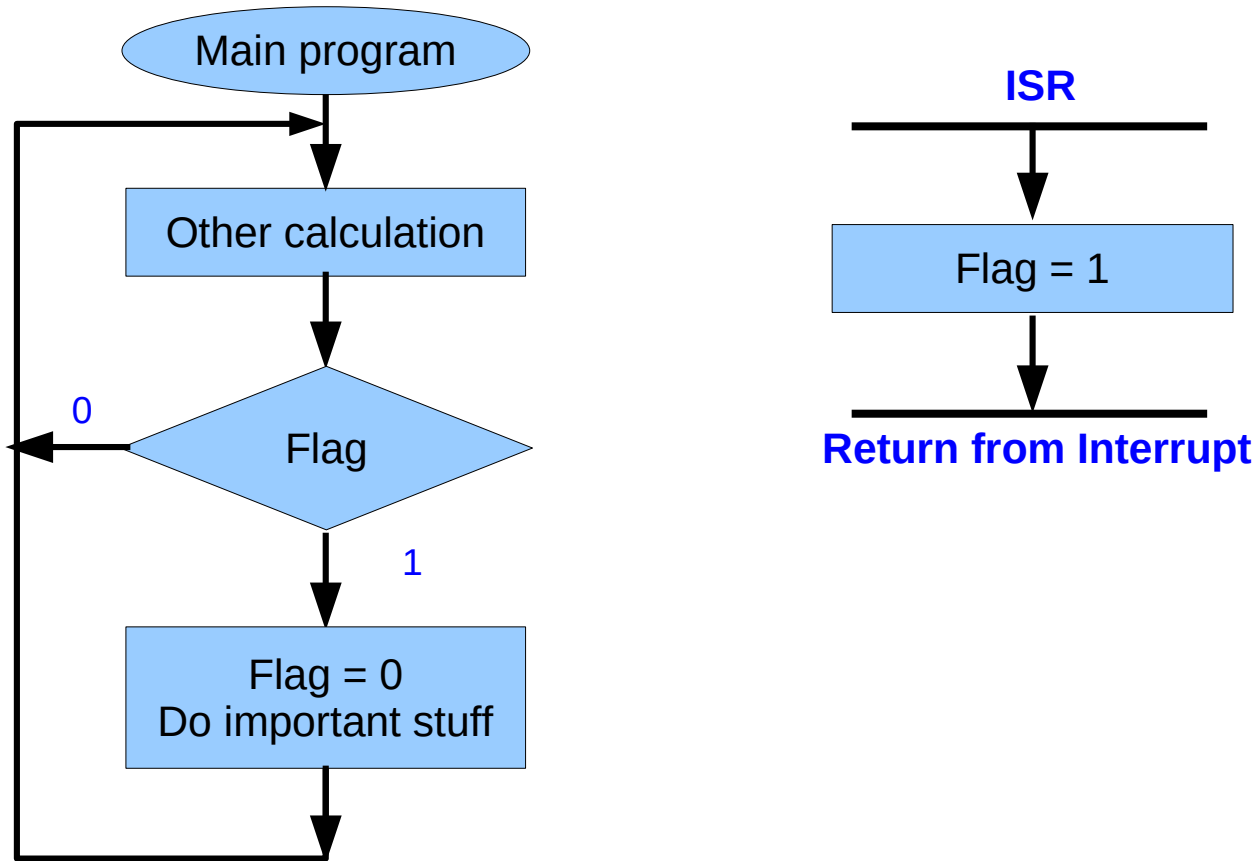 Main program
Other calculation
Flag
0
1
Flag = 0
Do important stuff
ISR
Flag = 1
Return from Interrupt